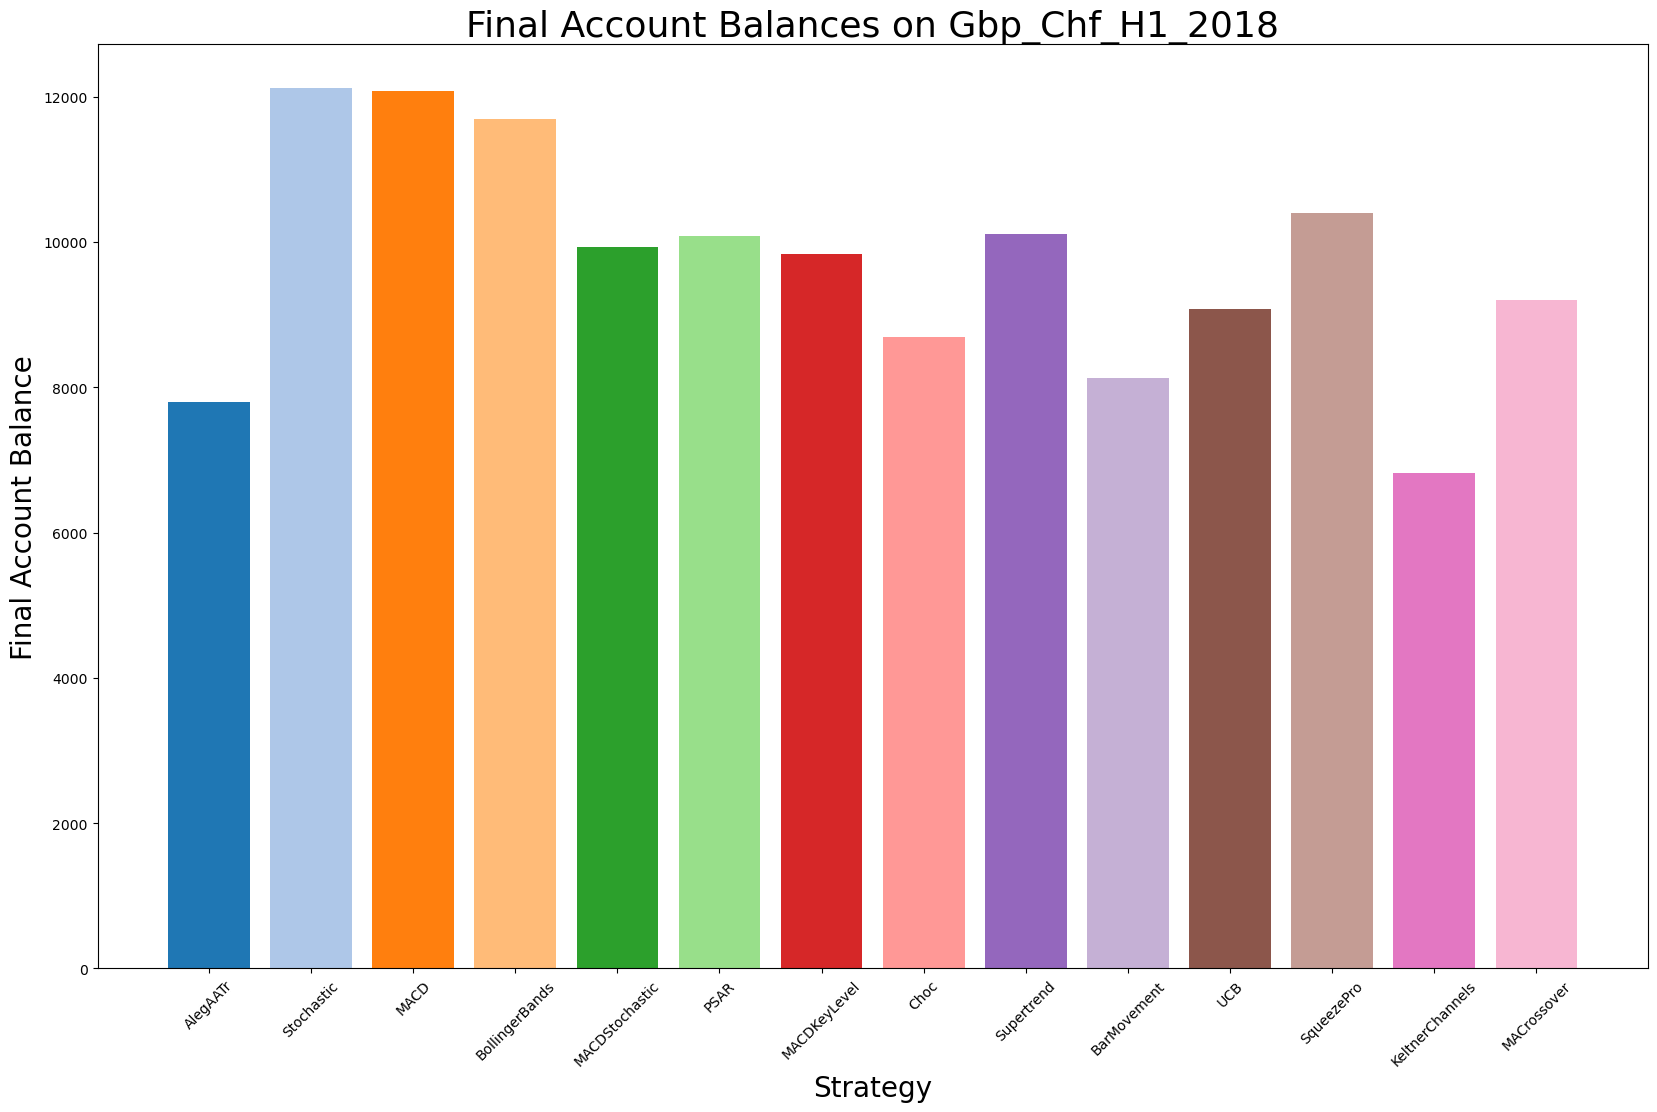 Final Account Balances on Gbp_Chf_H1_2018
Final Account Balance
12000
10000
8000
6000
4000
2000
0
AlegAATr
Stochastic
MACD
BollingerBands
MACDStochastic
PSAR
MACDKeyLevel
Choc
Supertrend
BarMovement
UCB
SqueezePro
KeltnerChannels
MACrossover
Strategy